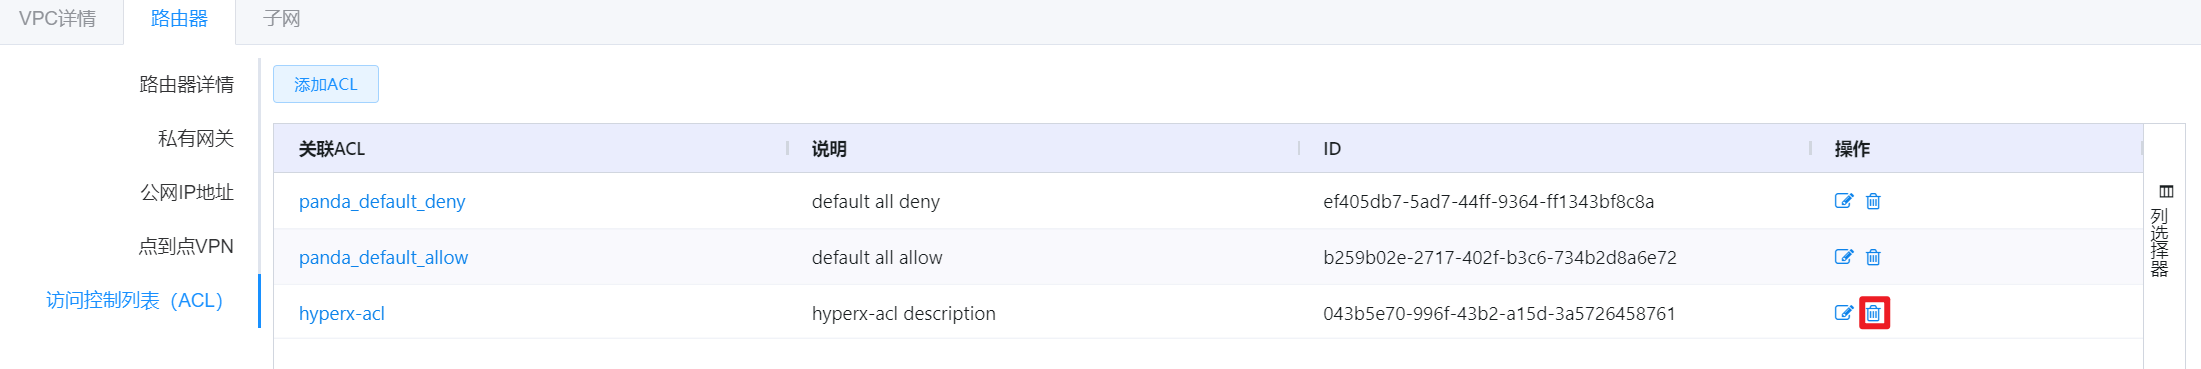 VPC详情 路由器 子网
路由器详情
私有网关
公网IP地址
点到点VPN
访问控制列表（ACL）
添加ACL
关联ACL 说明 ID 操作
panda_default_deny default all deny ef405db7-5ad7-44ff-9364-ff1343bf8c8a
panda_default_allow default all allow b259b02e-2717-402f-b3c6-734b2d8a6e72
hyperx-acl hyperx-acl description 043b5e70-996f-43b2-a15d-3a5726458761
列选择器